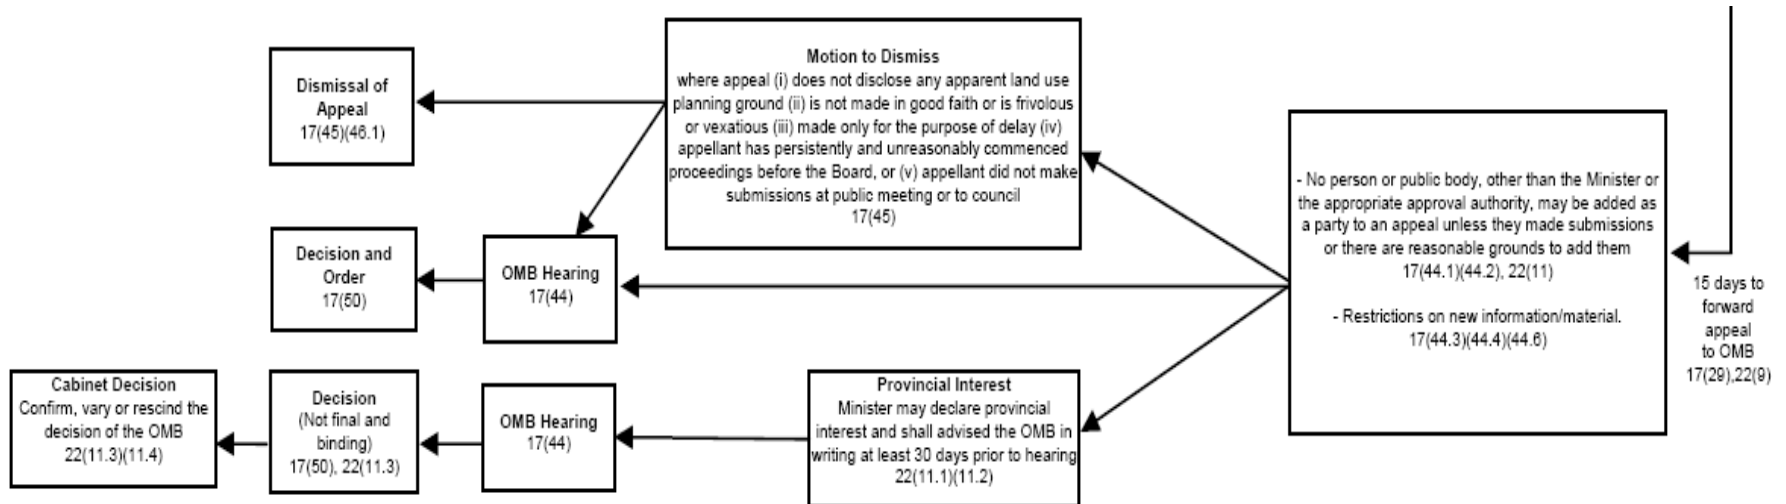 Dismissal of
Appeal
17(45)(46.1)
Motion to Dismiss
where appeal (i) does not disclose any apparent land use
planning ground (ii) is not made in good faith or is frivolous
or vexatious (iii) made only for the purpose of delay (iv)
appellant has persistently and unreasonably commenced
proceedings before the Board, or (v) appellant did not make
submissions at public meeting or to council
17(45)
- No person or public body, other than the Minister or
the appropriate approval authority, may be added as
a party to an appeal unless they made submissions
or there are reasonable grounds to add them
17(44.1)(44.2), 22(11)
- Restrictions on new information/material.
17(44.3)(44.4)(44.6)
15 days to
forward
appeal
to OMB
17(29),22(9)
Decision and
Order
17(50)
OMB Hearing
17(44)
Cabinet Decision
Confirm, vary or rescind the
decision of the OMB
22(11.3)(11.4)
Decision
(Not final and
binding)
17(50), 22(11.3)
OMB Hearing
17(44)
Provincial Interest
Minister may declare provincial
interest and shall advised the OMB in
writing at least 30 days prior to hearing
22(11.1)(11.2)